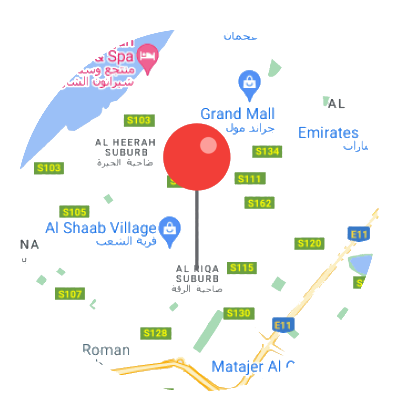 عجمان
& Spa
منتجع وسبا
شيراتون الشارقة
S103
Grand Mall
جراند مول
AL
Emirates
AL HEERAH
SUBURB
ضاحية الحيرة
S134
S103
S111
S162
S105
Al Shaab Village
قرية الشعب
E11
S120
NA
AL RIQA
SUBURB
ضاحية الرقة
S115
S107
S130
E11
S128
Roman
Matajer Al